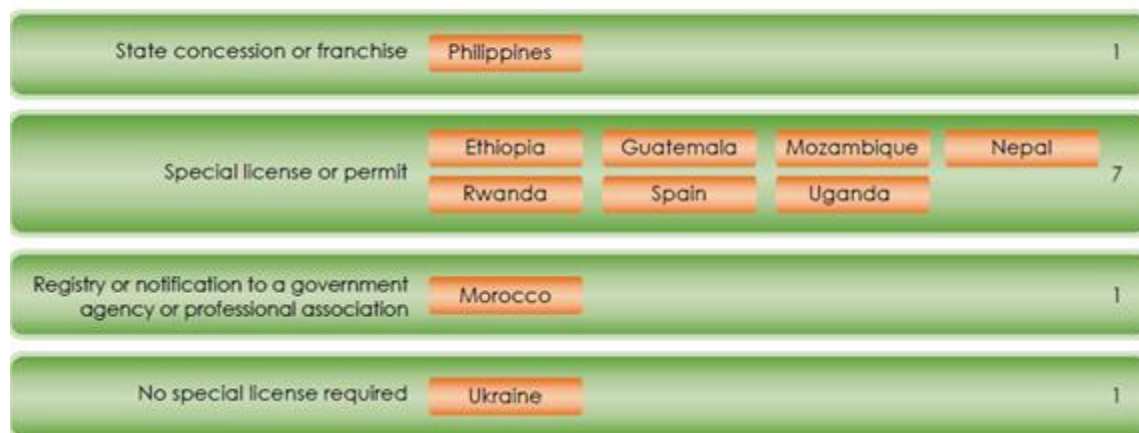 State concession or franchise Philippines 1
Ethiopia Guatemala Mozambique Nepal
Special license or permit 7
Rwanda Spain Uganda
Registry or notification to a government
agency or professional association Morocco 1
No special license required Ukraine 1